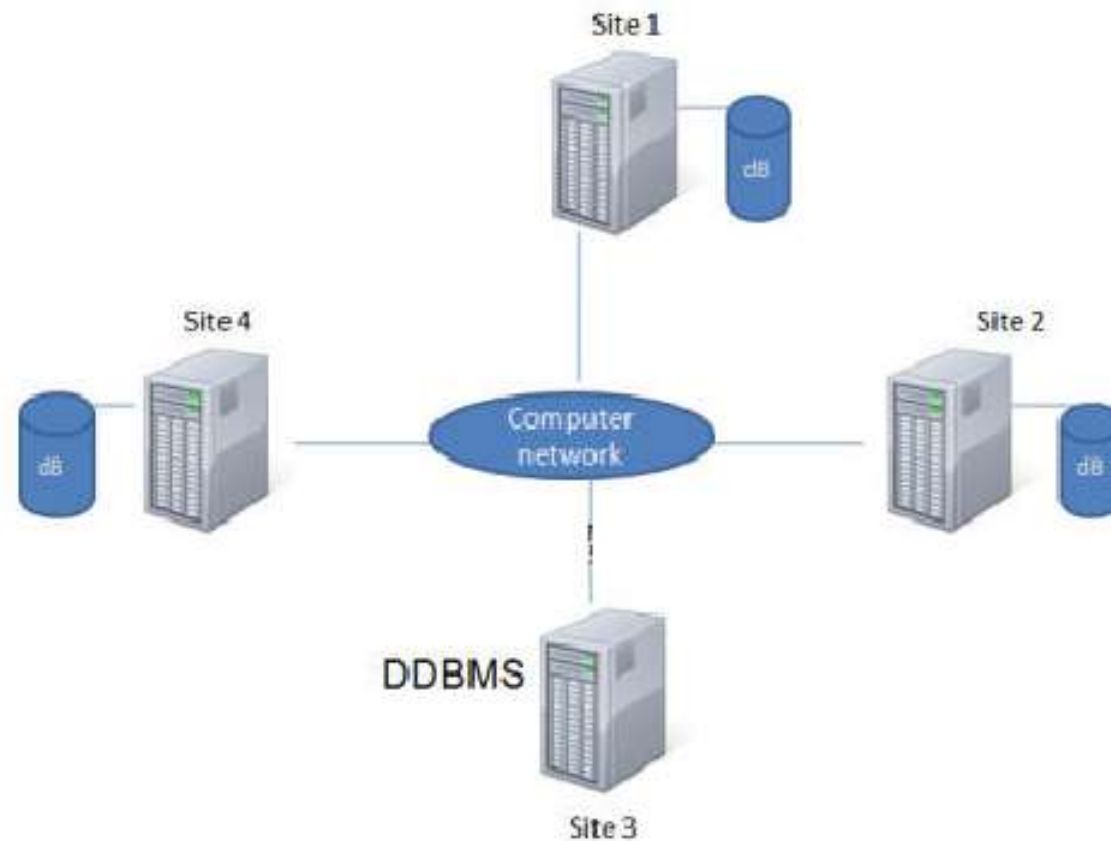 Site 1
dB
Site 4
Site 2
Computer
network
dB
dB
DDBMS
Site 3